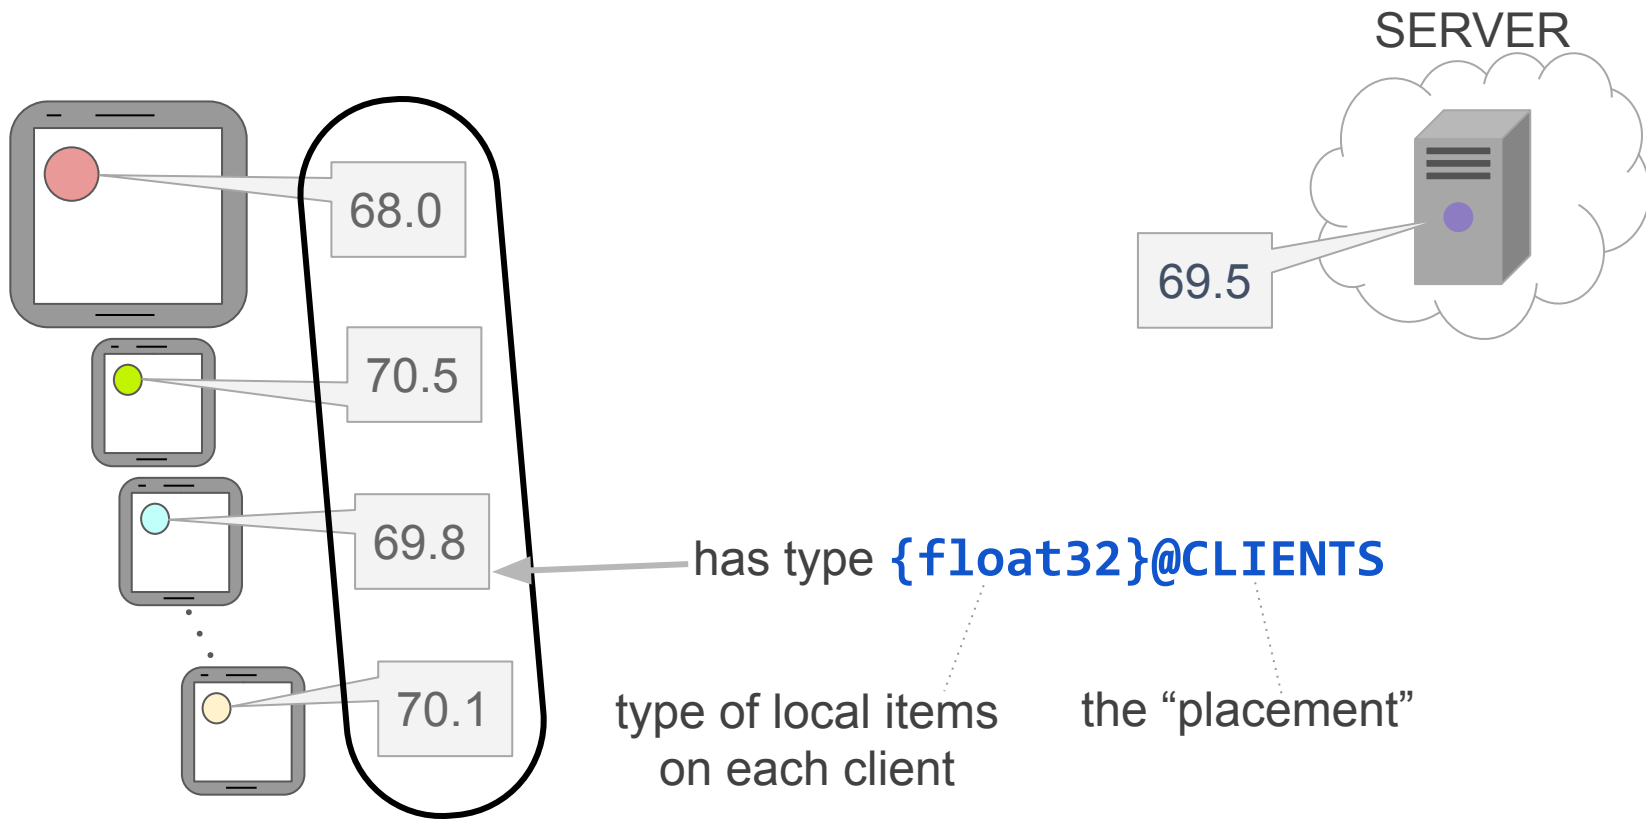 SERVER
68.0
69.5
70.5
69.8
has type {float32}@CLIENTS
70.1
type of local items
on each client
the “placement”